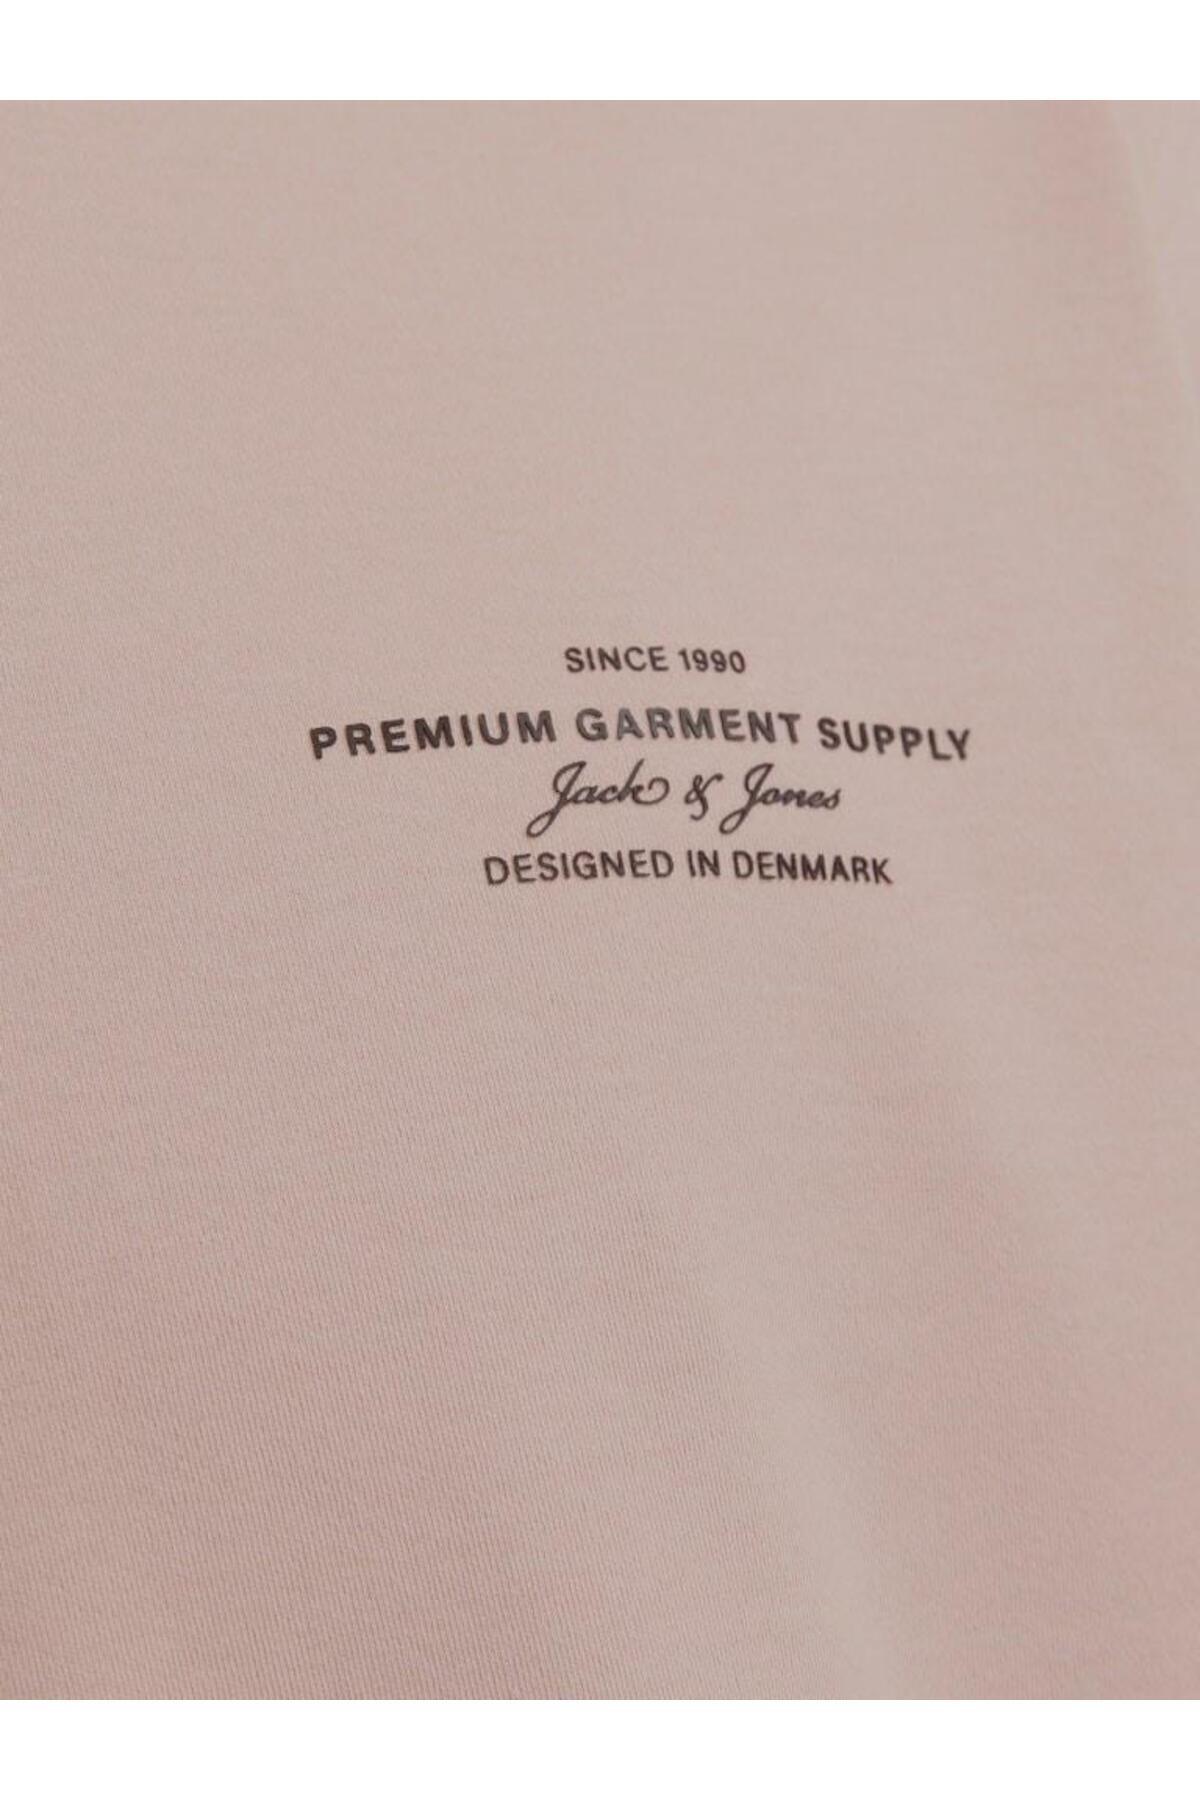 SINCE 1990
PREMIUM GARMENT SUPPLY
Jack & Jones
DESIGNED IN DENMARK